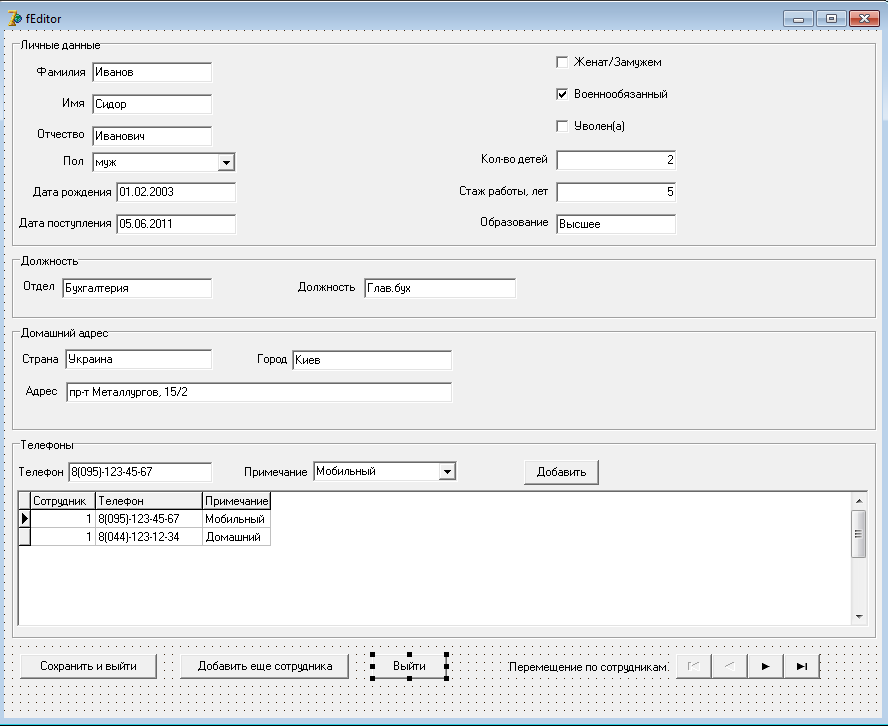 fEditor
Личные данные
Фамилия Иванов
Женат/Замужем
Имя Сидор
Военнообязанный
Отчество Иванович
Уволен(а)
Пол муж
Кол-во детей 2
Дата рождения 01.02.2003
Стаж работы, лет 5
Дата поступления 05.06.2011
Образование Высшее
Должность
Отдел Бухгалтерия Должность Глав.бух
Домашний адрес
Страна Украина Город Киев
Адрес пр-т Металлургов, 15/2
Телефоны
Телефон 8(095)-123-45-67 Примечание Мобильный Добавить
Сотрудник Телефон Примечание
1 8(095)-123-45-67 Мобильный
1 8(044)-123-12-34 Домашний
Сохранить и выйти Добавить еще сотрудника Выйти Перемещение по сотрудникам: